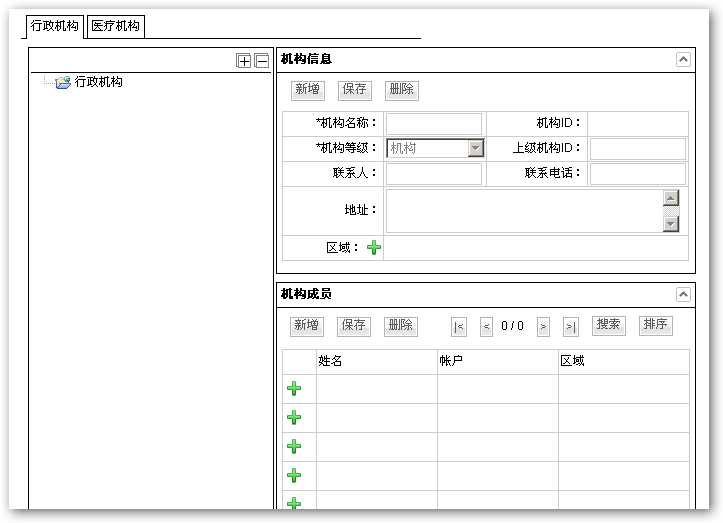 行政机构 医疗机构
行政机构
机构信息
新增 保存 删除
*机构名称： 机构ID：
*机构等级： 机构 上级机构ID：
联系人： 联系电话：
地址：
区域：
机构成员
新增 保存 删除 |< < 0 / 0 > >| 搜索 排序
姓名 帐户 区域